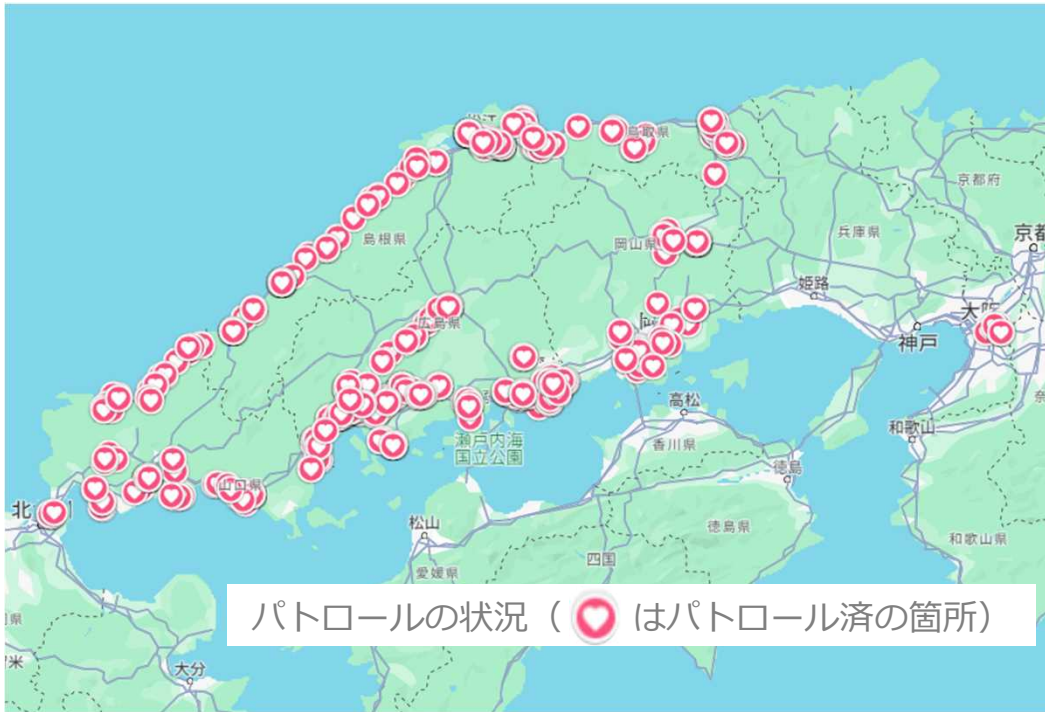 鳥取県
京都府
島根県
岡山県
兵庫県
姫路
広島県
神戸
高松
和歌山
瀬戸内海
国立公園
香川県
徳島
山口県
北
松山
徳島県
和歌山県
四国
愛媛県
パトロールの状況（ はパトロール済の箇所）
大分